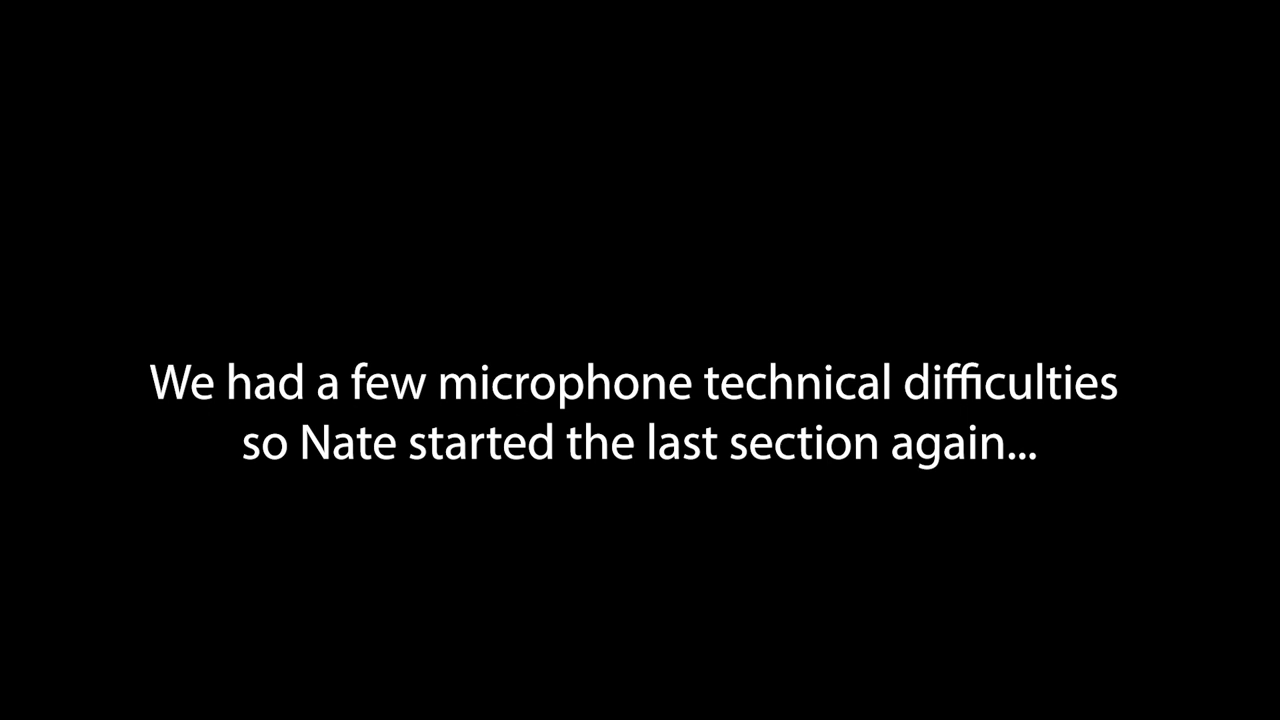 We had a few microphone technical difficulties
so Nate started the last section again...